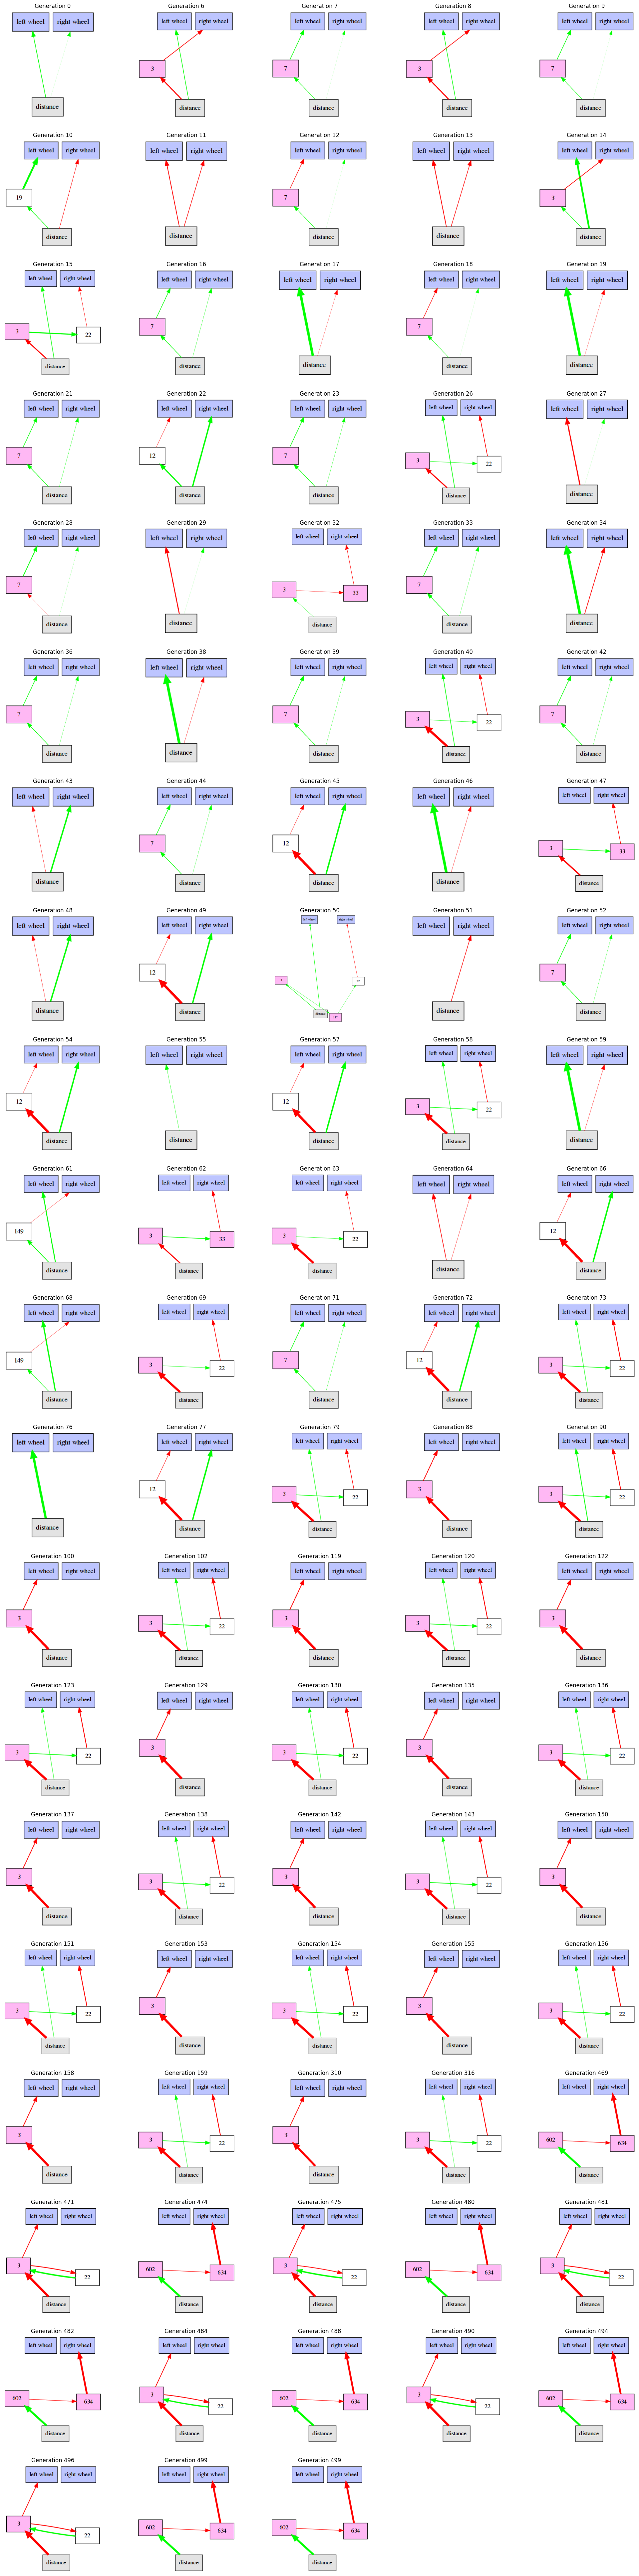 Generation 0 Generation 6 Generation 7 Generation 8 Generation 9
left wheel right wheel left wheel right wheel left wheel right wheel left wheel right wheel left wheel right wheel
3 7 3 7
distance distance distance distance distance
Generation 10 Generation 11 Generation 12 Generation 13 Generation 14
left wheel right wheel left wheel right wheel left wheel right wheel left wheel right wheel left wheel right wheel
19 7 3
distance distance distance distance distance
Generation 15 Generation 16 Generation 17 Generation 18 Generation 19
left wheel right wheel left wheel right wheel left wheel right wheel left wheel right wheel left wheel right wheel
3 22 7 7
distance distance distance distance distance
Generation 21 Generation 22 Generation 23 Generation 26 Generation 27
left wheel right wheel left wheel right wheel left wheel right wheel left wheel right wheel left wheel right wheel
7 12 7 3 22
distance distance distance distance distance
Generation 28 Generation 29 Generation 32 Generation 33 Generation 34
left wheel right wheel left wheel right wheel left wheel right wheel left wheel right wheel left wheel right wheel
7 3 33 7
distance distance distance distance distance
Generation 36 Generation 38 Generation 39 Generation 40 Generation 42
left wheel right wheel left wheel right wheel left wheel right wheel left wheel right wheel left wheel right wheel
7 7 3 22 7
distance distance distance distance distance
Generation 43 Generation 44 Generation 45 Generation 46 Generation 47
left wheel right wheel left wheel right wheel left wheel right wheel left wheel right wheel left wheel right wheel
7 12 3 33
distance distance distance distance distance
Generation 48 Generation 49 Generation 50 Generation 51 Generation 52
left wheel right wheel left wheel right wheel left wheel right wheel left wheel right wheel left wheel right wheel
12 7
distance distance distance distance distance
Generation 54 Generation 55 Generation 57 Generation 58 Generation 59
left wheel right wheel left wheel right wheel left wheel right wheel left wheel right wheel left wheel right wheel
12 12 3 22
distance distance distance distance distance
Generation 61 Generation 62 Generation 63 Generation 64 Generation 66
left wheel right wheel left wheel right wheel left wheel right wheel left wheel right wheel left wheel right wheel
149 3 33 3 22 12
distance distance distance distance distance
Generation 68 Generation 69 Generation 71 Generation 72 Generation 73
left wheel right wheel left wheel right wheel left wheel right wheel left wheel right wheel left wheel right wheel
149 3 22 7 12 3 22
distance distance distance distance distance
Generation 76 Generation 77 Generation 79 Generation 88 Generation 90
left wheel right wheel left wheel right wheel left wheel right wheel left wheel right wheel left wheel right wheel
12 3 22 3 3 22
distance distance distance distance distance
Generation 100 Generation 102 Generation 119 Generation 120 Generation 122
left wheel right wheel left wheel right wheel left wheel right wheel left wheel right wheel left wheel right wheel
3 3 22 3 3 22 3
distance distance distance distance distance
Generation 123 Generation 129 Generation 130 Generation 135 Generation 136
left wheel right wheel left wheel right wheel left wheel right wheel left wheel right wheel left wheel right wheel
3 22 3 3 22 3 3 22
distance distance distance distance distance
Generation 137 Generation 138 Generation 142 Generation 143 Generation 150
left wheel right wheel left wheel right wheel left wheel right wheel left wheel right wheel left wheel right wheel
3 3 22 3 3 22 3
distance distance distance distance distance
Generation 151 Generation 153 Generation 154 Generation 155 Generation 156
left wheel right wheel left wheel right wheel left wheel right wheel left wheel right wheel left wheel right wheel
3 22 3 3 22 3 3 22
distance distance distance distance distance
Generation 158 Generation 159 Generation 310 Generation 316 Generation 469
left wheel right wheel left wheel right wheel left wheel right wheel left wheel right wheel left wheel right wheel
3 3 22 3 3 22 602 634
distance distance distance distance distance
Generation 471 Generation 474 Generation 475 Generation 480 Generation 481
left wheel right wheel left wheel right wheel left wheel right wheel left wheel right wheel left wheel right wheel
3 22 602 634 3 22 602 634 3 22
distance distance distance distance distance
Generation 482 Generation 484 Generation 488 Generation 490 Generation 494
left wheel right wheel left wheel right wheel left wheel right wheel left wheel right wheel left wheel right wheel
602 634 3 22 602 634 3 22 602 634
distance distance distance distance distance
Generation 496 Generation 499 Generation 499
left wheel right wheel left wheel right wheel left wheel right wheel
3 22 602 634 602 634
distance distance distance